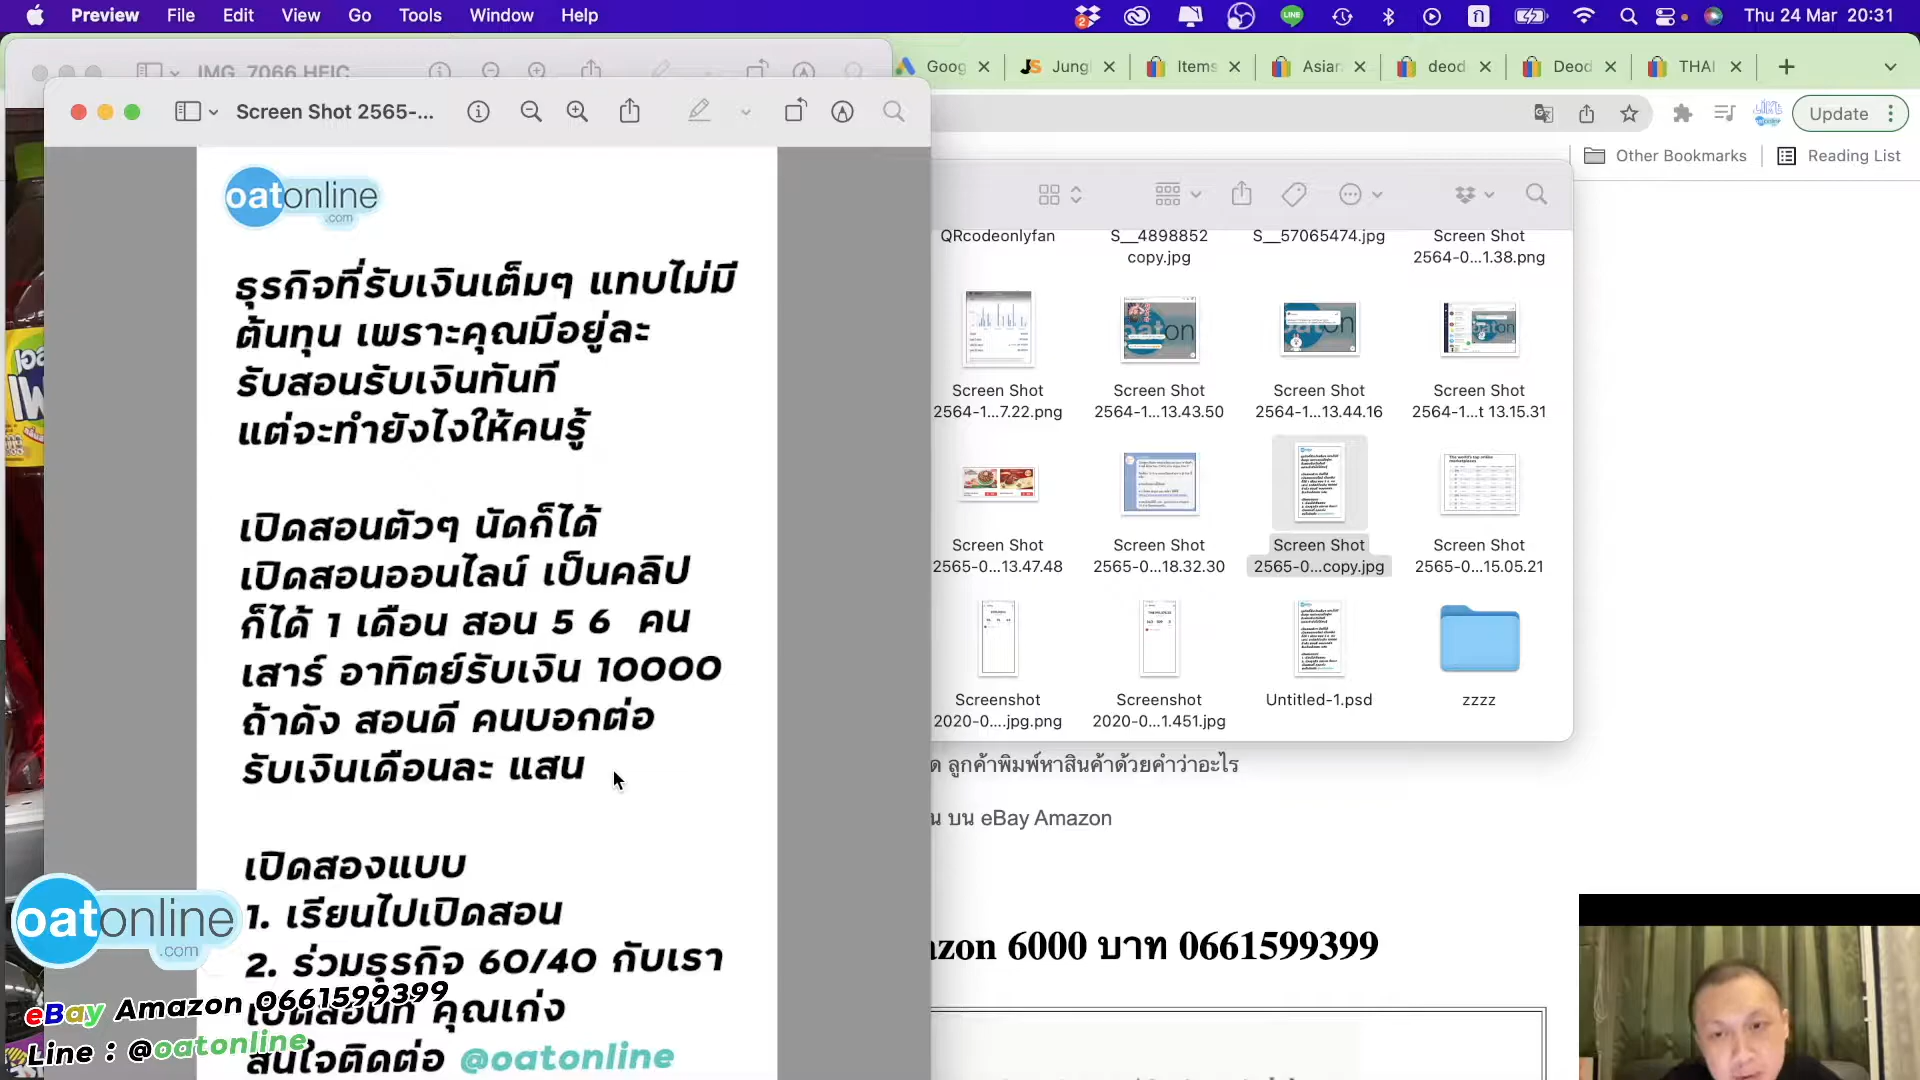 Preview File Edit View Go Tools Window Help
Thu 24 Mar 20:31
IMG_7066.HEIC
Goog
Jungl
Items
Asian
deod
Deod
THAI
Screen Shot 2565-...
Update
Other Bookmarks
Reading List
oatonline
.com
ธุรกิจที่รับเงินเต็มๆ แทบไม่มี
ต้นทุน เพราะคุณมีอยู่ละ
รับสอนรับเงินทันที
แต่จะทำยังไงให้คนรู้
เปิดสอนตัวๆ นัดก็ได้
เปิดสอนออนไลน์ เป็นคลิป
ก็ได้ 1 เดือน สอน 5 6 คน
เสาร์ อาทิตย์รับเงิน 10000
ถ้าดัง สอนดี คนบอกต่อ
รับเงินเดือนละ แสน
เปิดสองแบบ
1. เรียนไปเปิดสอน
2. ร่วมธุรกิจ 60/40 กับเรา
เปิดสอนที่ คุณเก่ง
สนใจติดต่อ @oatonline
QRcodeonlyfan
S__4898852
copy.jpg
S__57065474.jpg
Screen Shot
2564-0...1.38.png
Screen Shot
2564-1...7.22.png
Screen Shot
2564-1...13.43.50
Screen Shot
2564-1...13.44.16
Screen Shot
2564-1...t 13.15.31
Screen Shot
2565-0...13.47.48
Screen Shot
2565-0...18.32.30
Screen Shot
2565-0...copy.jpg
Screen Shot
2565-0...15.05.21
Screenshot
2020-0....jpg.png
Screenshot
2020-0...1.451.jpg
Untitled-1.psd
zzzz
ลูกค้าพิมพ์หาสินค้าด้วยคำว่าอะไร
น บน eBay Amazon
azon 6000 บาท 0661599399
oatonline
.com
eBay Amazon 0661599399
Line : @oatonline